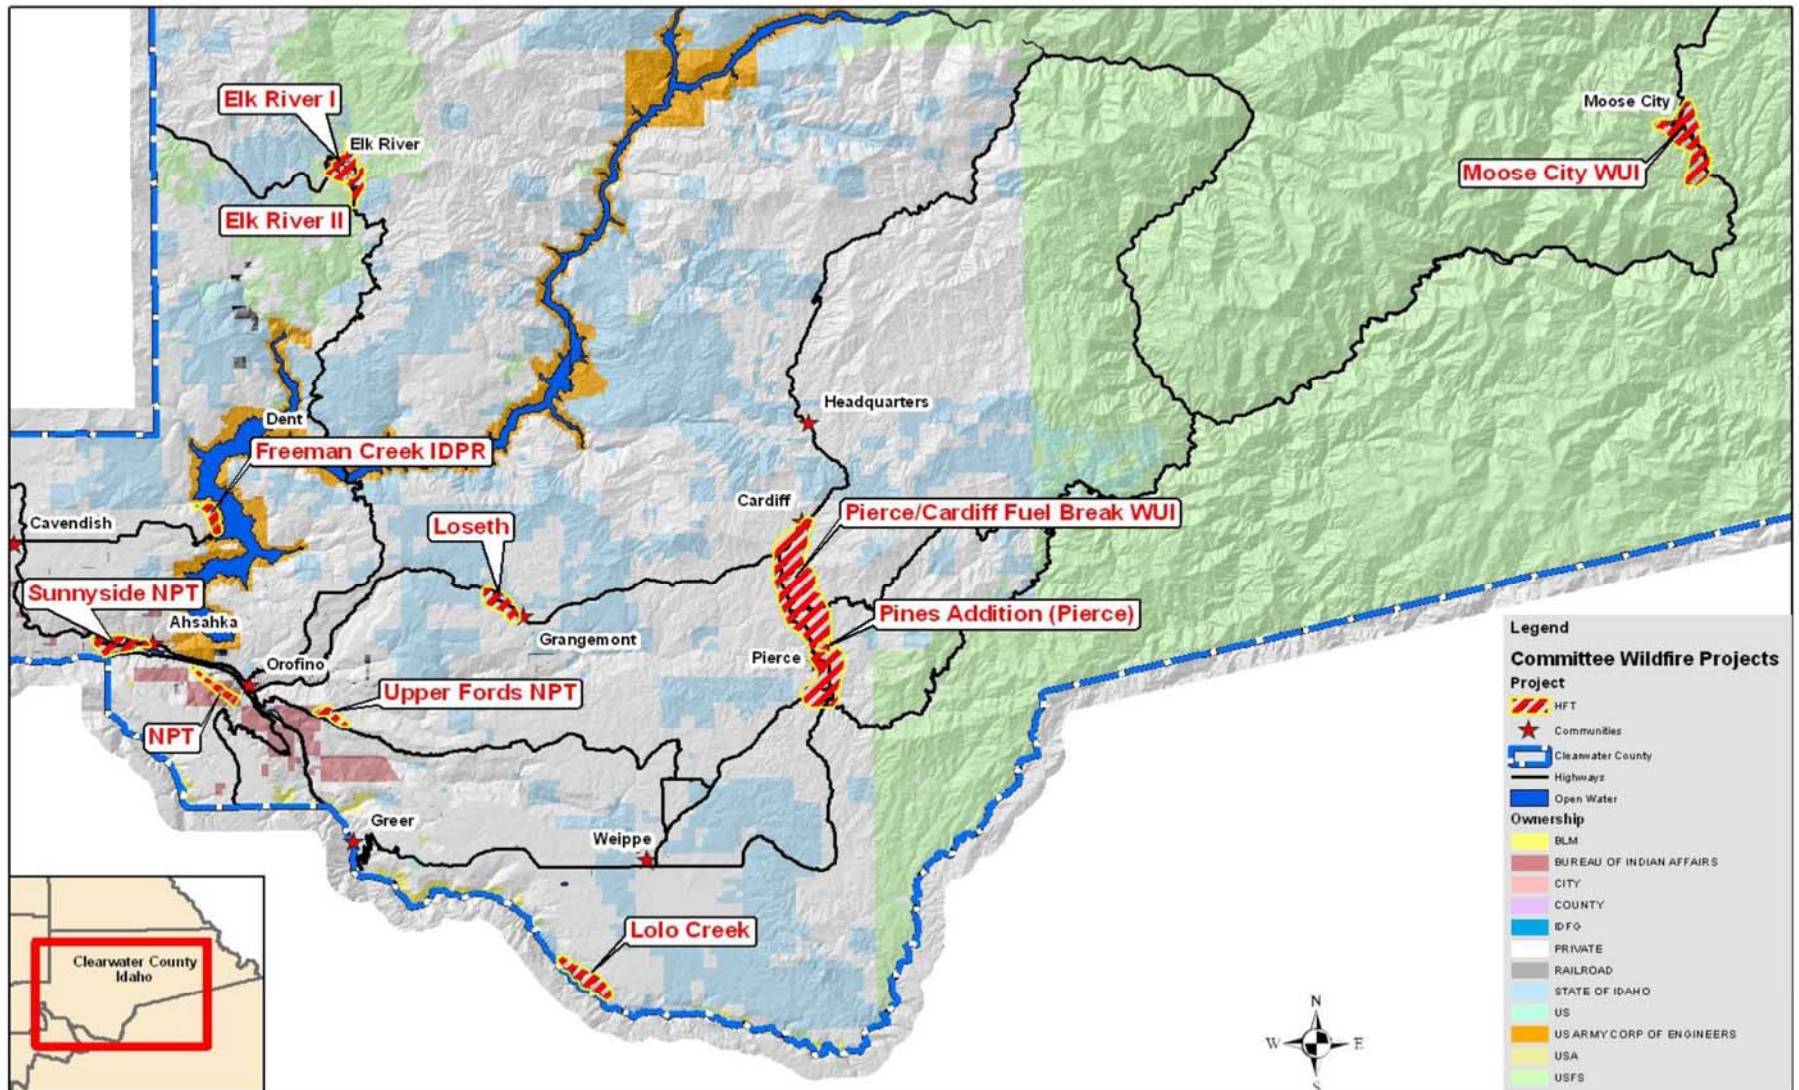 Elk River I
Elk River
Elk River II
Moose City
Moose City WUI
Dent
Freeman Creek IDPR
Headquarters
Cardiff
Pierce/Cardiff Fuel Break WUI
Cavendish
Loseth
Sunnyside NPT
Ahsahka
Grangemont
Pines Addition (Pierce)
Pierce
Orofino
Upper Fords NPT
NPT
Greer
Weippe
Lolo Creek
Clearwater County
Idaho
N
W
E
S
Legend
Committee Wildfire Projects
Project
HFT
Communities
Clearwater County
Highways
Open Water
Ownership
BLM
BUREAU OF INDIAN AFFAIRS
CITY
COUNTY
IDFG
PRIVATE
RAILROAD
STATE OF IDAHO
US
US ARMY CORP OF ENGINEERS
USA
USFS